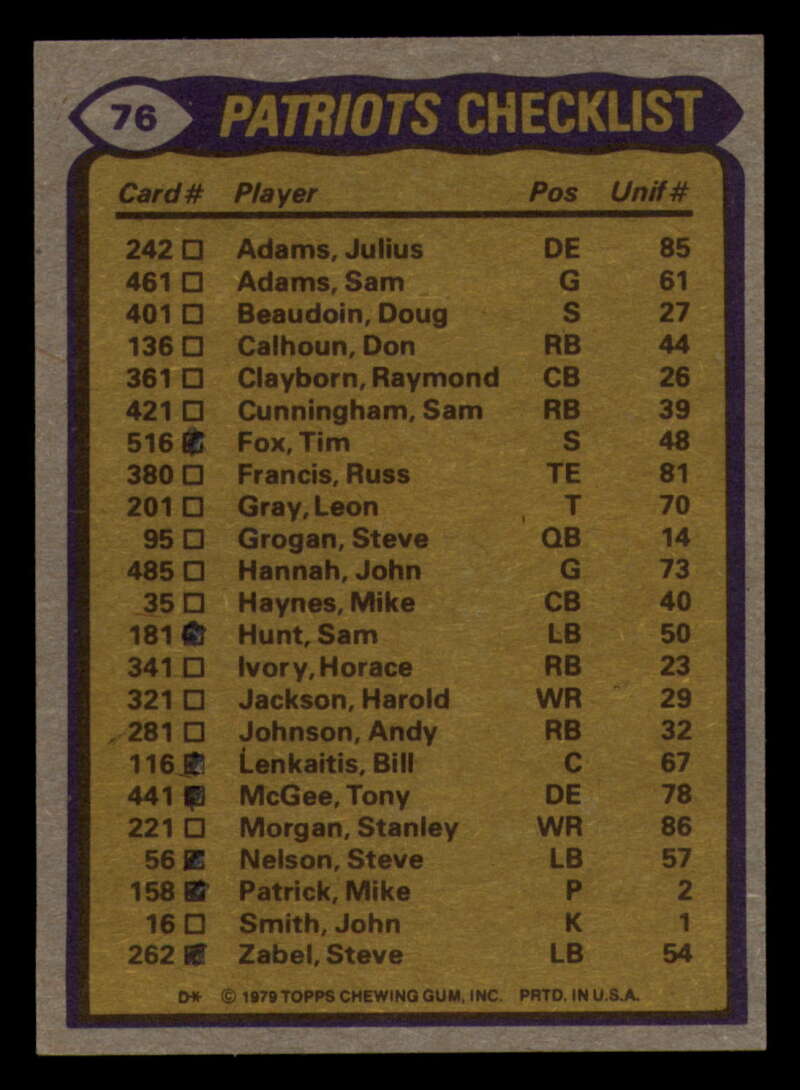 76 PATRIOTS CHECKLIST
Card# Player Pos Unif#
242 □ Adams, Julius DE 85
461 □ Adams, Sam G 61
401 □ Beaudoin, Doug S 27
136 □ Calhoun, Don RB 44
361 □ Clayborn, Raymond CB 26
421 □ Cunningham, Sam RB 39
516 ■ Fox, Tim S 48
380 □ Francis, Russ TE 81
201 □ Gray, Leon T 70
95 □ Grogan, Steve QB 14
485 □ Hannah, John G 73
35 □ Haynes, Mike CB 40
181 ■ Hunt, Sam LB 50
341 □ Ivory, Horace RB 23
321 □ Jackson, Harold WR 29
281 □ Johnson, Andy RB 32
116 ■ Lenkaitis, Bill C 67
441 ■ McGee, Tony DE 78
221 □ Morgan, Stanley WR 86
56 ■ Nelson, Steve LB 57
158 ■ Patrick, Mike P 2
16 □ Smith, John K 1
262 ■ Zabel, Steve LB 54
D* © 1979 TOPPS CHEWING GUM, INC. PRTD. IN U.S.A.